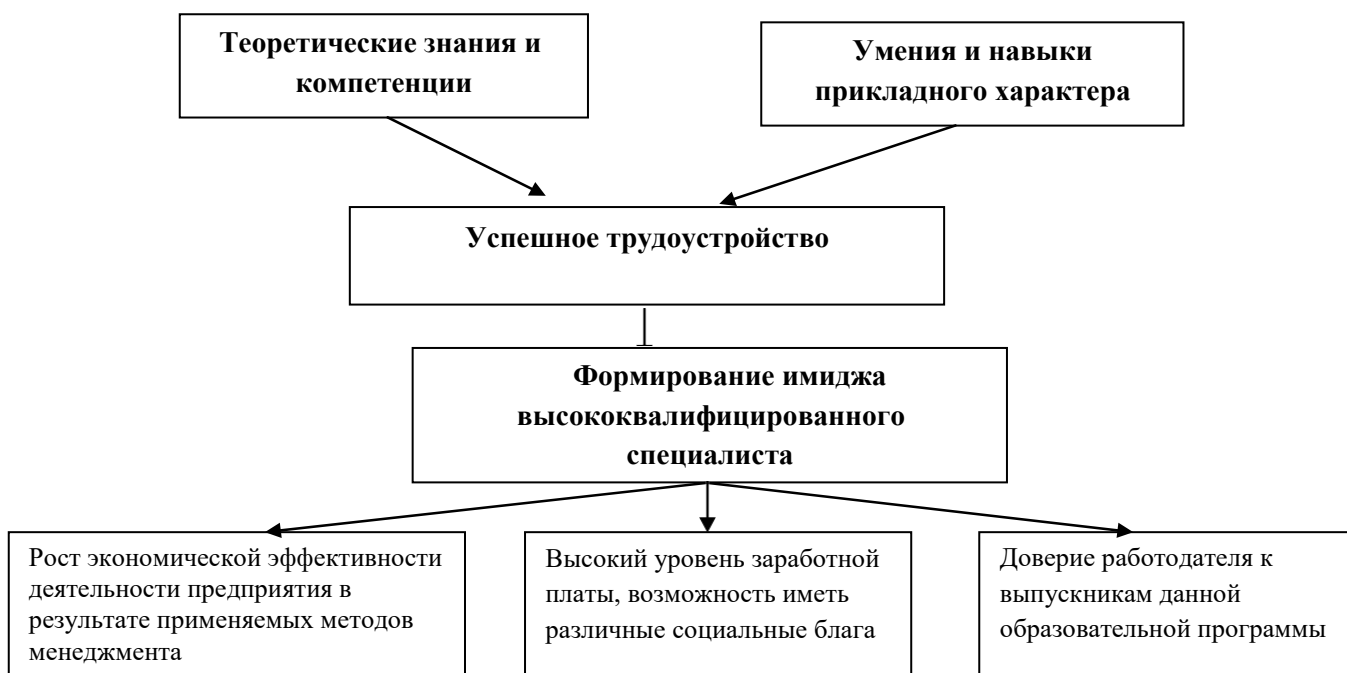 Теоретические знания и
компетенции
Умения и навыки
прикладного характера
Успешное трудоустройство
Формирование имиджа
высококвалифицированного
специалиста
Рост экономической эффективности
деятельности предприятия в
результате применяемых методов
менеджмента
Высокий уровень заработной
платы, возможность иметь
различные социальные блага
Доверие работодателя к
выпускникам данной
образовательной программы